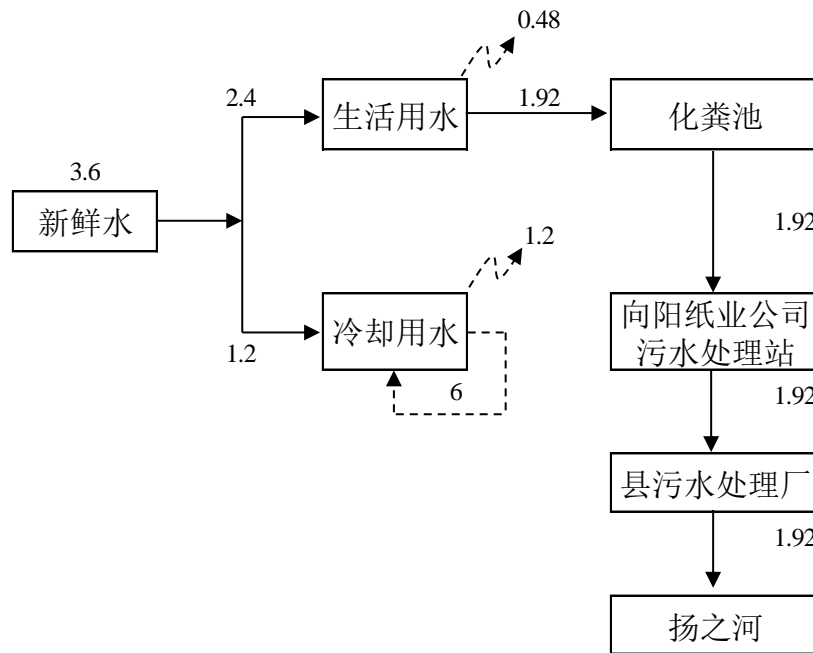 0.48
2.4
生活用水
1.92
化粪池
3.6
新鲜水
1.92
1.2
冷却用水
向阳纸业公司
污水处理站
1.2
6
1.92
县污水处理厂
1.92
扬之河